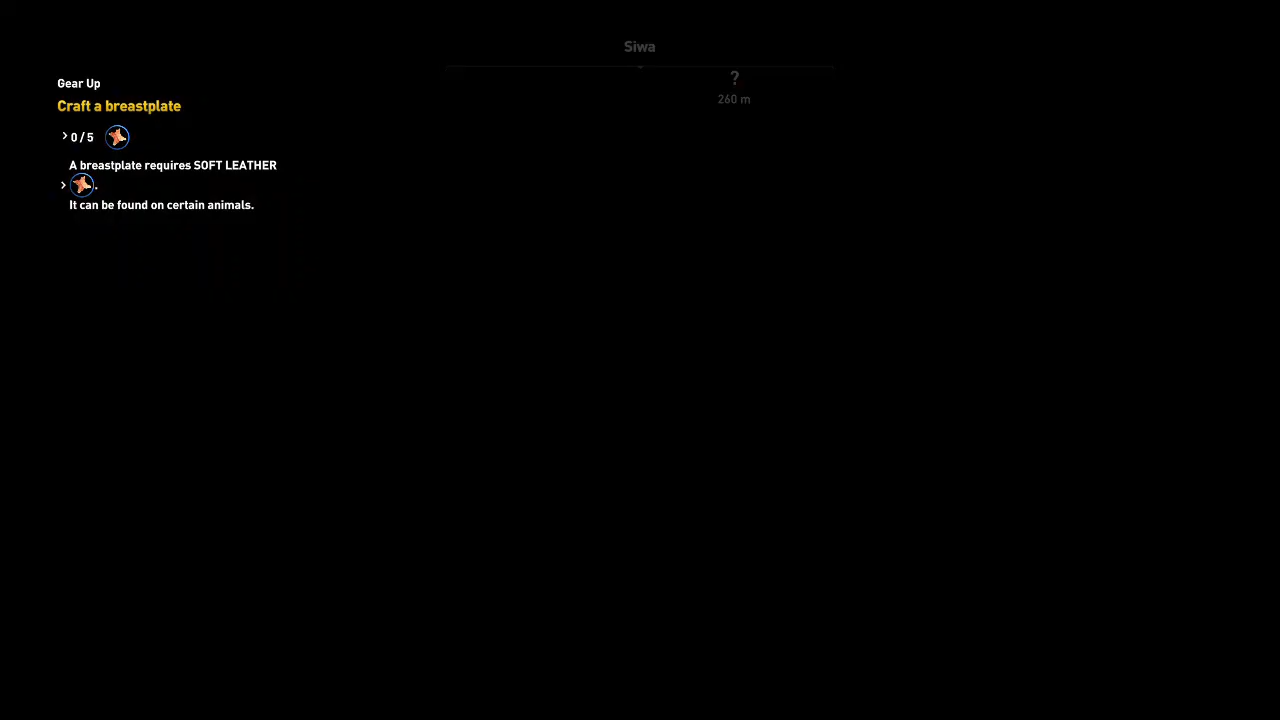 Siwa
?
260 m
Gear Up
Craft a breastplate
0 / 5
A breastplate requires SOFT LEATHER
.
It can be found on certain animals.